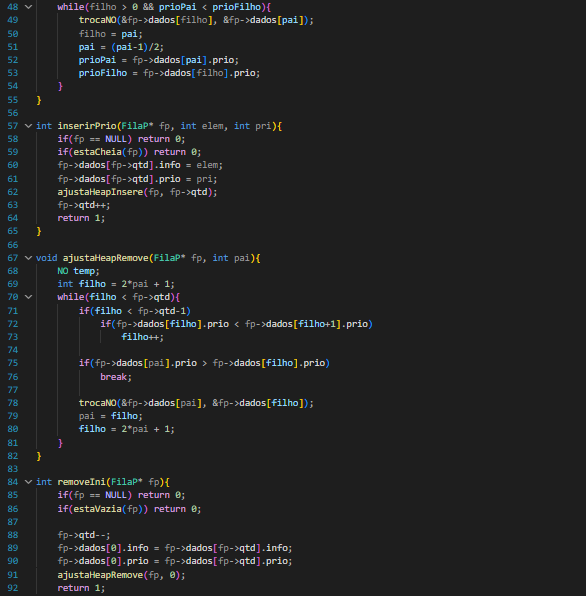 48 while(filho > 0 && prioPai < prioFilho){
49 trocaNO(&fp->dados[filho], &fp->dados[pai]);
50 filho = pai;
51 pai = (pai-1)/2;
52 prioPai = fp->dados[pai].prio;
53 prioFilho = fp->dados[filho].prio;
54 }
55 }
56
57 int inserirPrio(FilaP* fp, int elem, int pri){
58 if(fp == NULL) return 0;
59 if(estaCheia(fp)) return 0;
60 fp->dados[fp->qtd].info = elem;
61 fp->dados[fp->qtd].prio = pri;
62 ajustaHeapInsere(fp, fp->qtd);
63 fp->qtd++;
64 return 1;
65 }
66
67 void ajustaHeapRemove(FilaP* fp, int pai){
68 NO temp;
69 int filho = 2*pai + 1;
70 while(filho < fp->qtd){
71 if(filho < fp->qtd-1)
72 if(fp->dados[filho].prio < fp->dados[filho+1].prio)
73 filho++;
74
75 if(fp->dados[pai].prio > fp->dados[filho].prio)
76 break;
77
78 trocaNO(&fp->dados[pai], &fp->dados[filho]);
79 pai = filho;
80 filho = 2*pai + 1;
81 }
82 }
83
84 int removeIni(FilaP* fp){
85 if(fp == NULL) return 0;
86 if(estaVazia(fp)) return 0;
87
88 fp->qtd--;
89 fp->dados[0].info = fp->dados[fp->qtd].info;
90 fp->dados[0].prio = fp->dados[fp->qtd].prio;
91 ajustaHeapRemove(fp, 0);
92 return 1;